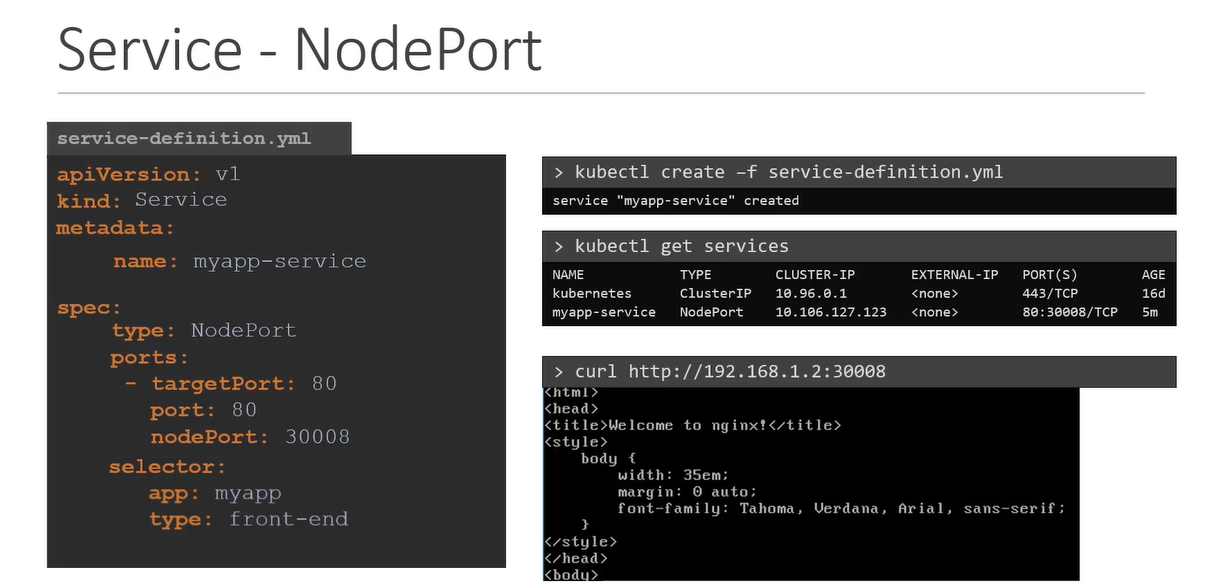 Service - NodePort
service-definition.yml
apiVersion: v1
kind: Service
metadata:
name: myapp-service
spec:
type: NodePort
ports:
- targetPort: 80
port: 80
nodePort: 30008
selector:
app: myapp
type: front-end
> kubectl create –f service-definition.yml
service "myapp-service" created
> kubectl get services
NAME TYPE CLUSTER-IP EXTERNAL-IP PORT(S) AGE
kubernetes ClusterIP 10.96.0.1 <none> 443/TCP 16d
myapp-service NodePort 10.106.127.123 <none> 80:30008/TCP 5m
> curl http://192.168.1.2:30008
<html>
<head>
<title>Welcome to nginx!</title>
<style>
body {
width: 35em;
margin: 0 auto;
font-family: Tahoma, Verdana, Arial, sans-serif;
}
</style>
</head>
<body>